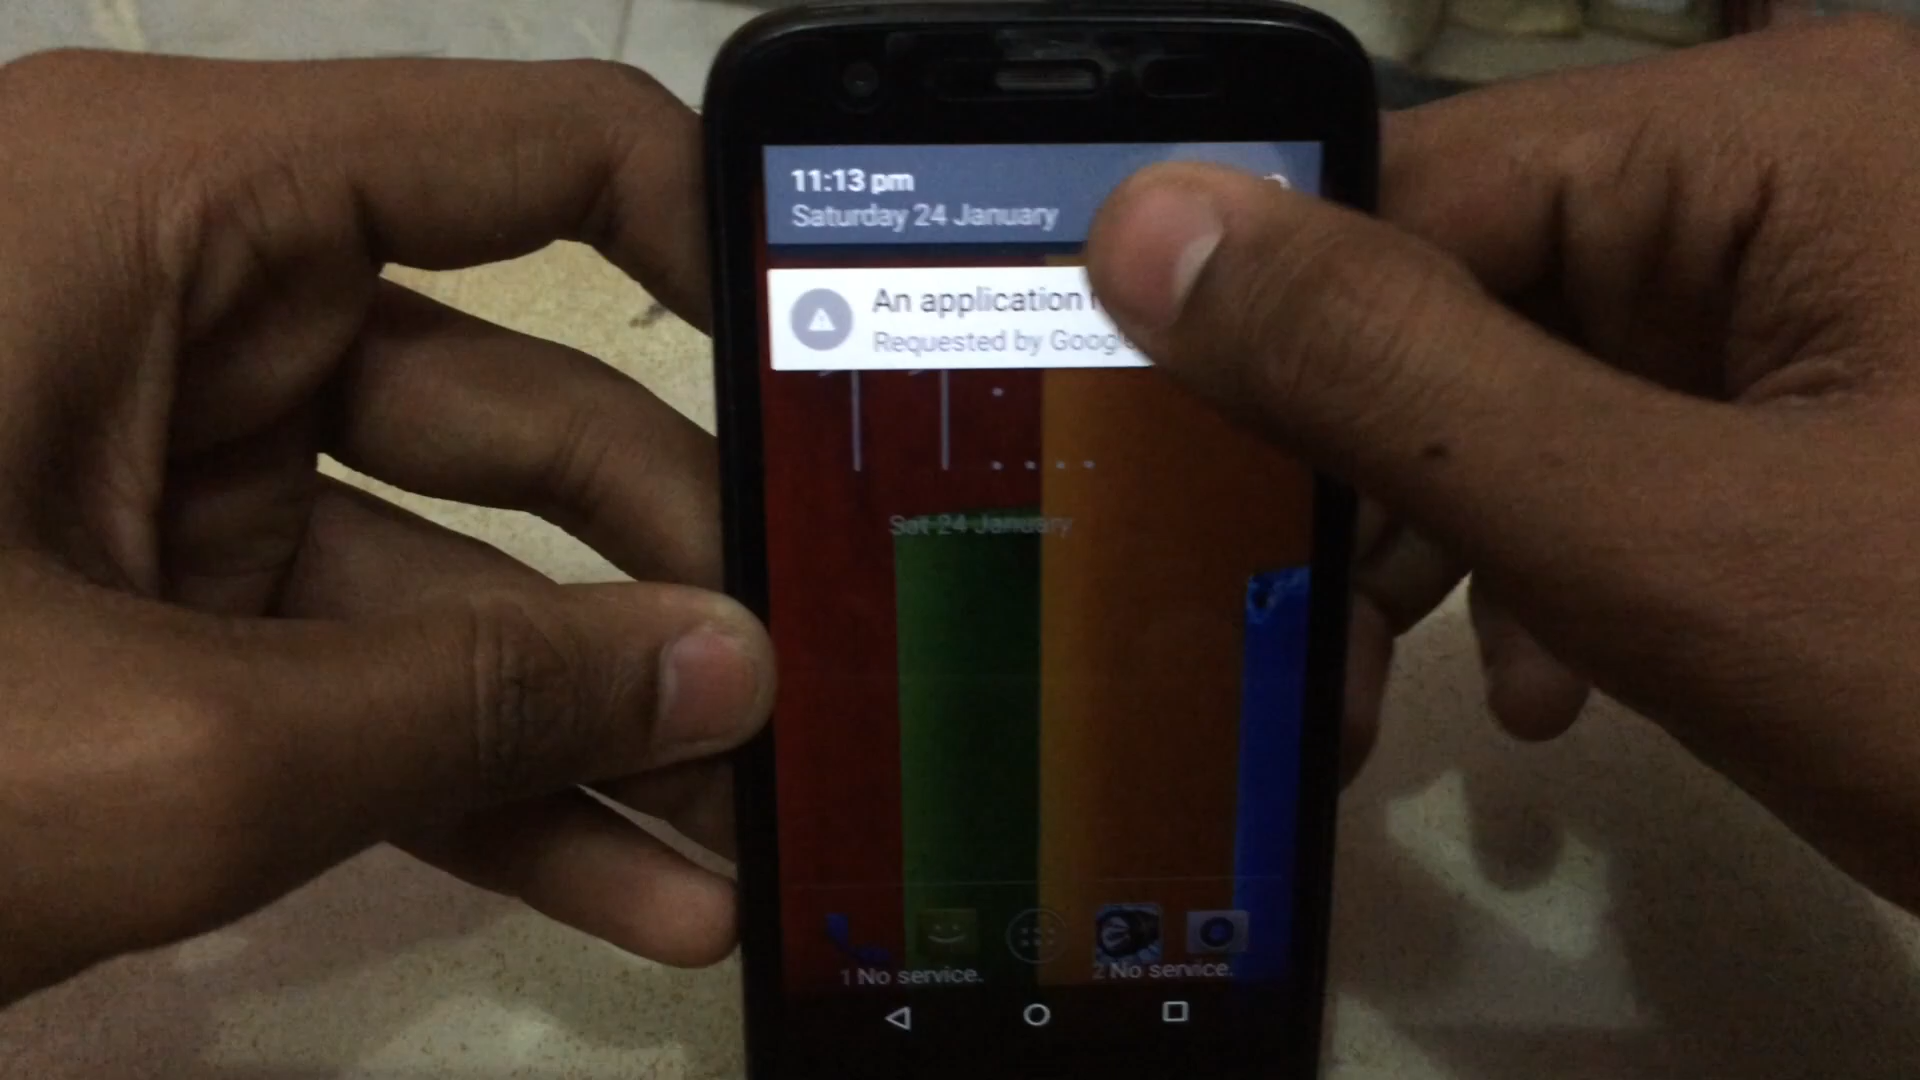 11:13 pm
Saturday 24 January
An application
Requested by Google
Sat 24 January
1 No service.
2 No service.